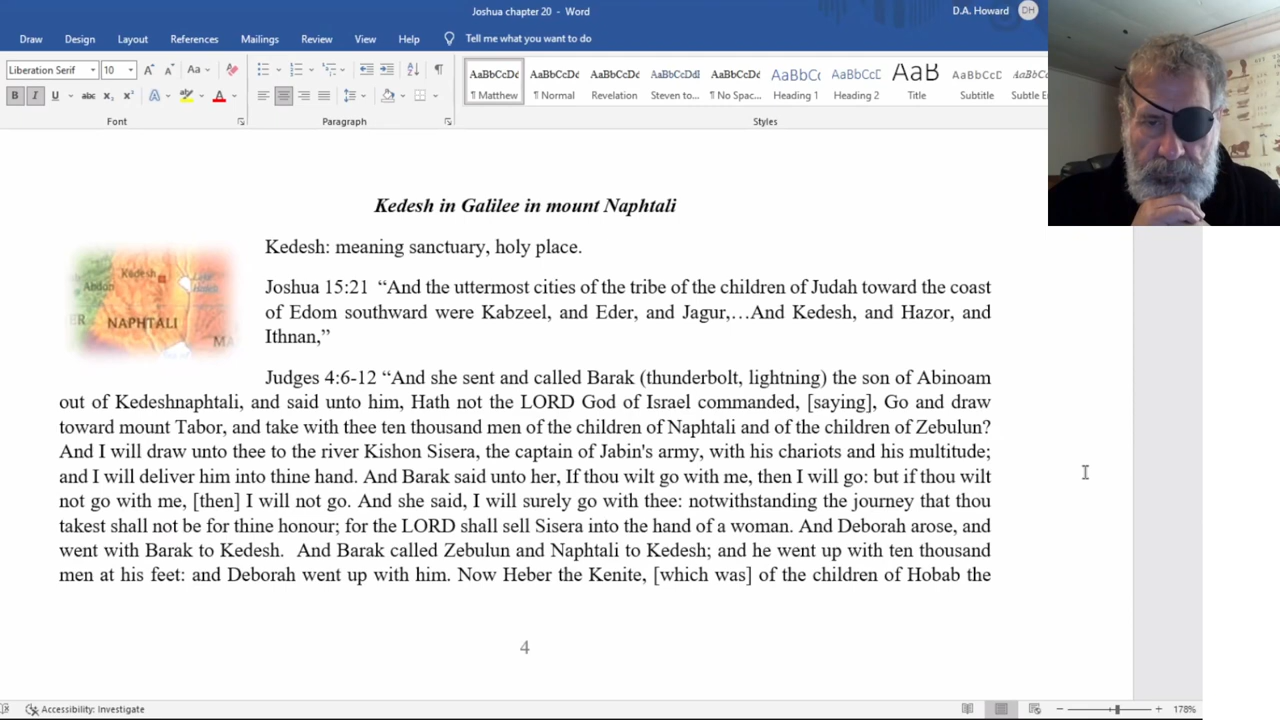 Joshua chapter 20 - Word
D.A. Howard DH
Draw Design Layout References Mailings Review View Help Tell me what you want to do
Liberation Serif 10 Aa
AaBbCcDc AaBbCcDc AaBbCcDc AaBbCcDdI AaBbCcDc AaBbCc AaBbCcD AaB AaBbCcD AaBbCcD
B I U abc x₂ x² A A
¶ Matthew ¶ Normal Revelation Steven to... ¶ No Spac... Heading 1 Heading 2 Title Subtitle Subtle E
Font Paragraph Styles
Kedesh in Galilee in mount Naphtali
Kedesh: meaning sanctuary, holy place.
Kedesh
Abdon
NAPHTALI
Joshua 15:21 “And the uttermost cities of the tribe of the children of Judah toward the coast
of Edom southward were Kabzeel, and Eder, and Jagur,…And Kedesh, and Hazor, and
Ithnan,”
Judges 4:6-12 “And she sent and called Barak (thunderbolt, lightning) the son of Abinoam
out of Kedeshnaphtali, and said unto him, Hath not the LORD God of Israel commanded, [saying], Go and draw
toward mount Tabor, and take with thee ten thousand men of the children of Naphtali and of the children of Zebulun?
And I will draw unto thee to the river Kishon Sisera, the captain of Jabin's army, with his chariots and his multitude;
and I will deliver him into thine hand. And Barak said unto her, If thou wilt go with me, then I will go: but if thou wilt
not go with me, [then] I will not go. And she said, I will surely go with thee: notwithstanding the journey that thou
takest shall not be for thine honour; for the LORD shall sell Sisera into the hand of a woman. And Deborah arose, and
went with Barak to Kedesh.  And Barak called Zebulun and Naphtali to Kedesh; and he went up with ten thousand
men at his feet: and Deborah went up with him. Now Heber the Kenite, [which was] of the children of Hobab the
4
Accessibility: Investigate
178%